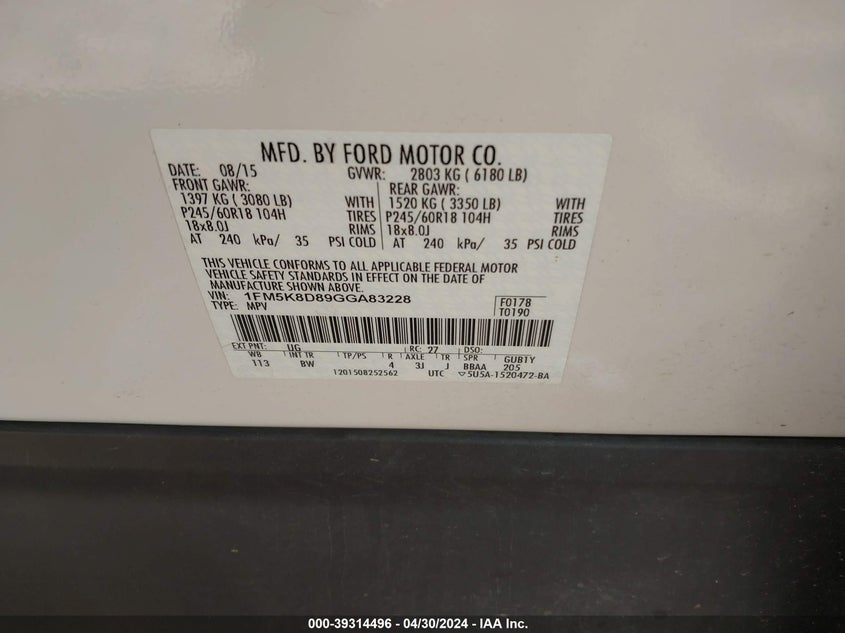 MFD. BY FORD MOTOR CO.
DATE: 08/15 GVWR: 2803 KG ( 6180 LB)
FRONT GAWR: REAR GAWR:
1397 KG ( 3080 LB) WITH 1520 KG ( 3350 LB) WITH
P245/60R18 104H TIRES P245/60R18 104H TIRES
18x8.0J RIMS 18x8.0J RIMS
AT 240 kPa/ 35 PSI COLD AT 240 kPa/ 35 PSI COLD
THIS VEHICLE CONFORMS TO ALL APPLICABLE FEDERAL MOTOR
VEHICLE SAFETY STANDARDS IN EFFECT ON THE DATE OF
MANUFACTURE SHOWN ABOVE.
VIN: 1FM5K8D89GGA83228 F0178
TYPE: MPV T0190
EXT PNT: UG RC: 27 DSO:
WB INT TR TP/PS R AXLE TR SPR GUB1Y
113 BW 4 3J J BBAA 205
1201508252562 UTC ▽5U5A-1520472-BA
000-39314496 - 04/30/2024 - IAA Inc.